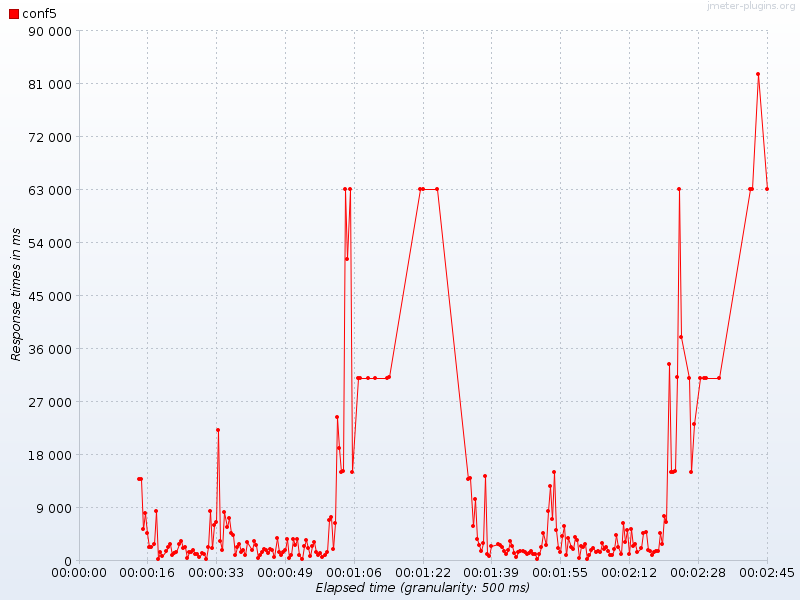 jmeter-plugins.org
conf5
90 000
81 000
72 000
63 000
54 000
45 000
36 000
27 000
18 000
9 000
0
Response times in ms
00:00:00 00:00:16 00:00:33 00:00:49 00:01:06 00:01:22 00:01:39 00:01:55 00:02:12 00:02:28 00:02:45
Elapsed time (granularity: 500 ms)